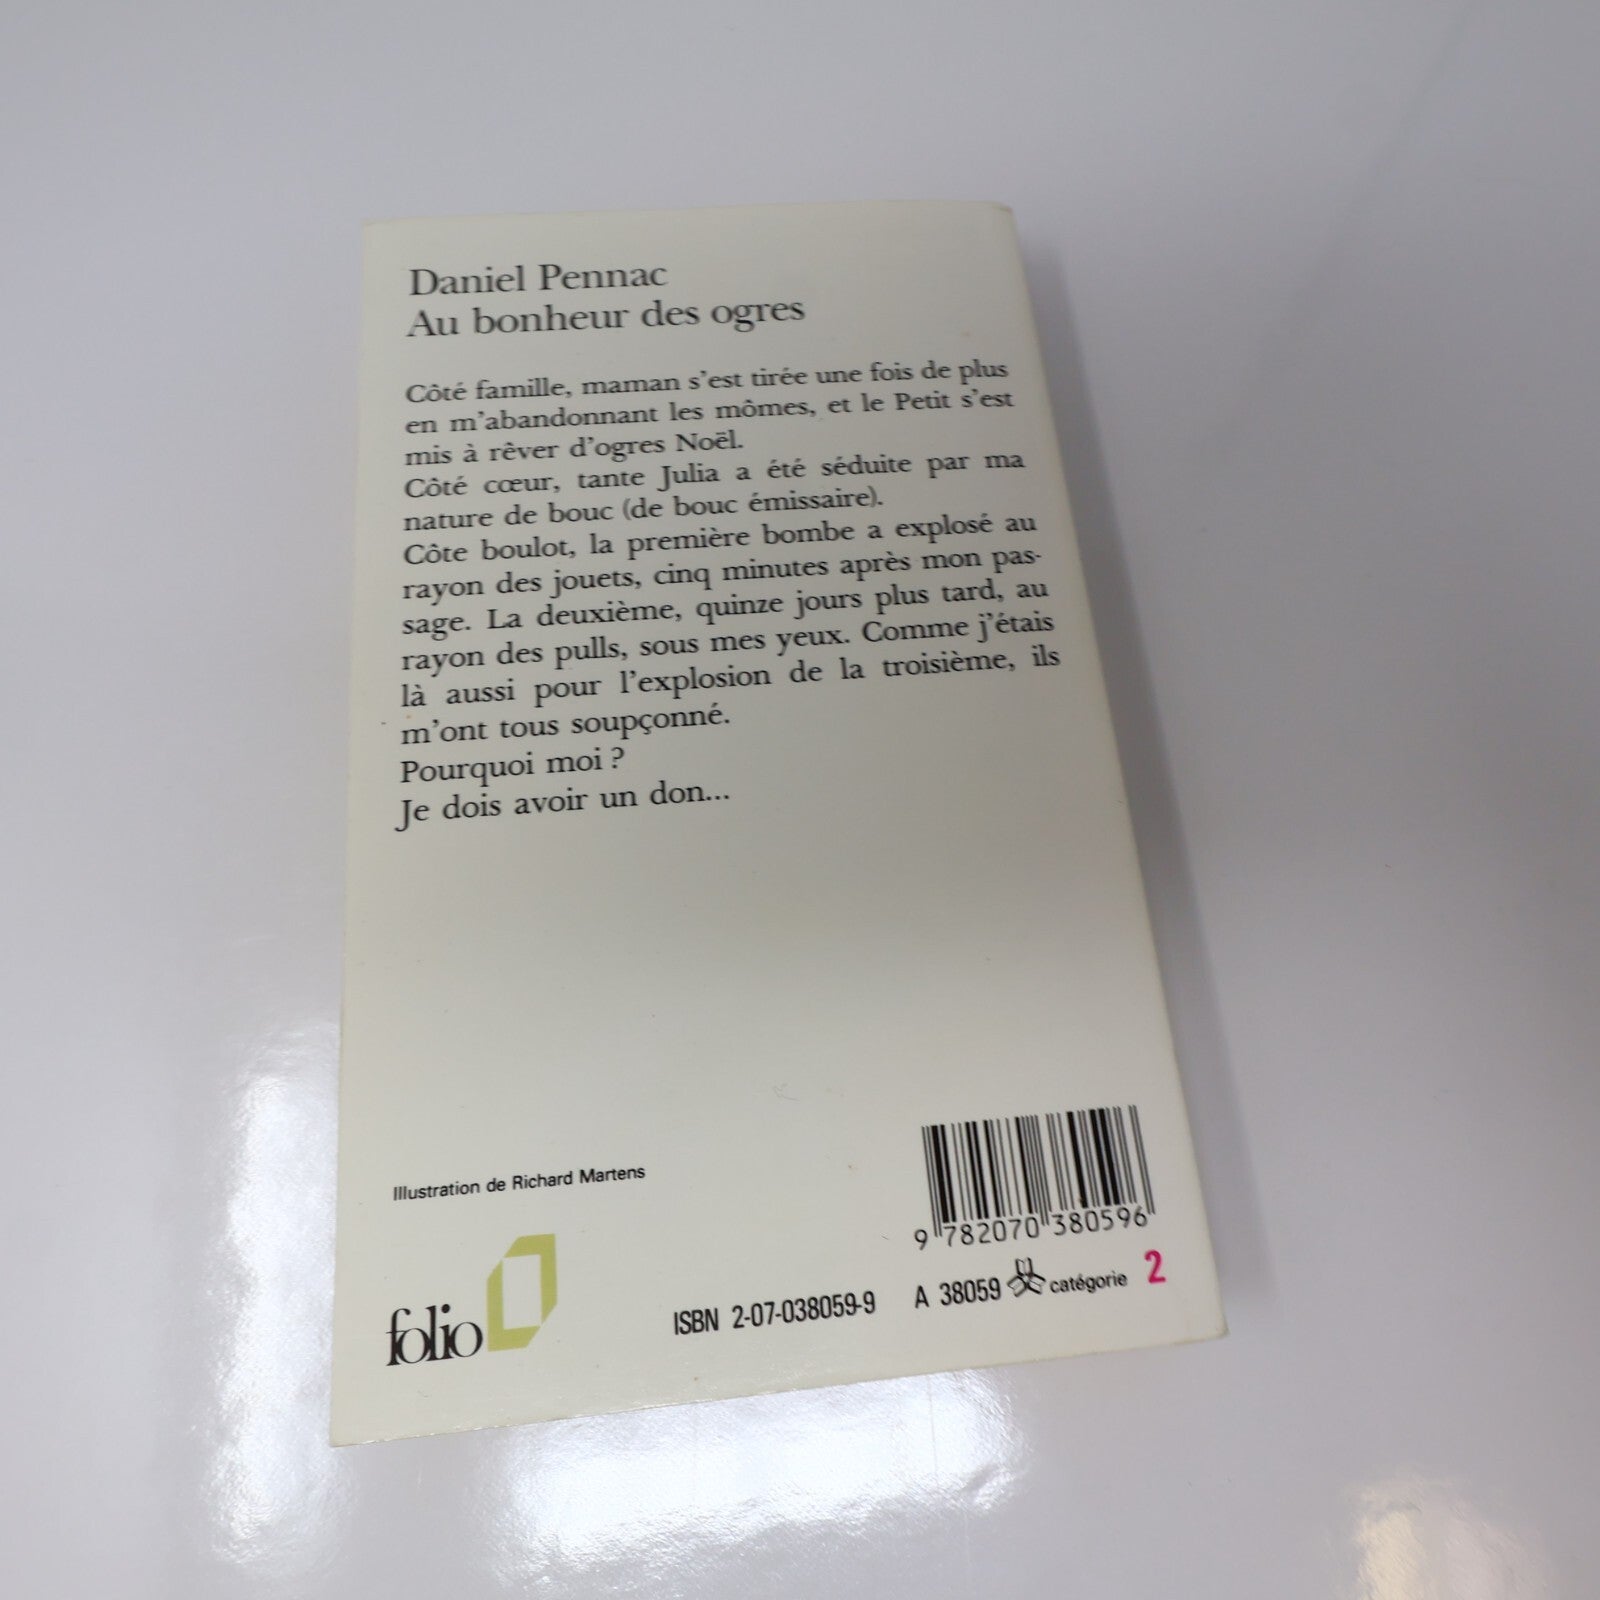 Daniel Pennac
Au bonheur des ogres
Côté famille, maman s'est tirée une fois de plus
en m'abandonnant les mômes, et le Petit s'est
mis à rêver d'ogres Noël.
Côté cœur, tante Julia a été séduite par ma
nature de bouc (de bouc émissaire).
Côte boulot, la première bombe a explosé au
rayon des jouets, cinq minutes après mon pas-
sage. La deuxième, quinze jours plus tard, au
rayon des pulls, sous mes yeux. Comme j'étais
là aussi pour l'explosion de la troisième, ils
m'ont tous soupçonné.
Pourquoi moi ?
Je dois avoir un don...
Illustration de Richard Martens
9 782070 380596
folio
ISBN 2-07-038059-9 A 38059 catégorie 2